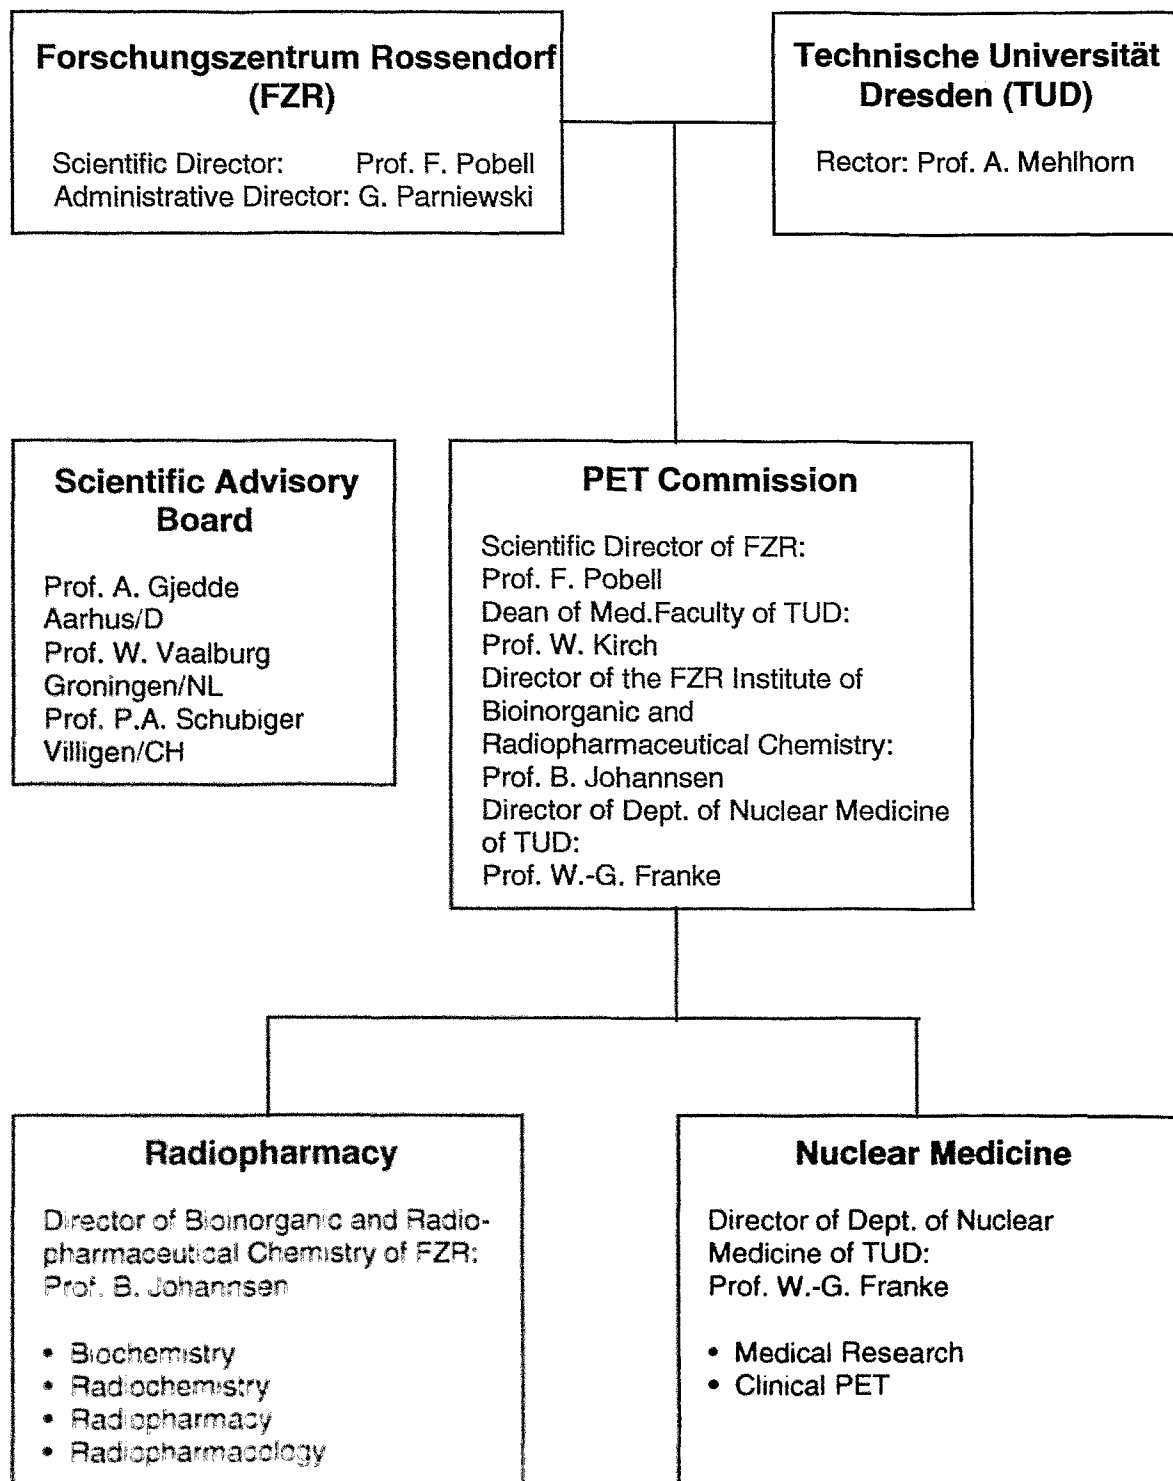 Forschungszentrum Rossendorf
(FZR)
Scientific Director: Prof. F. Pobell
Administrative Director: G. Parniewski
Technische Universität
Dresden (TUD)
Rector: Prof. A. Mehlhorn
Scientific Advisory
Board
Prof. A. Gjedde
Aarhus/D
Prof. W. Vaalburg
Groningen/NL
Prof. P.A. Schubiger
Villigen/CH
PET Commission
Scientific Director of FZR:
Prof. F. Pobell
Dean of Med.Faculty of TUD:
Prof. W. Kirch
Director of the FZR Institute of
Bioinorganic and
Radiopharmaceutical Chemistry:
Prof. B. Johannsen
Director of Dept. of Nuclear Medicine
of TUD:
Prof. W.-G. Franke
Radiopharmacy
Director of Bioinorganic and Radio-
pharmaceutical Chemistry of FZR:
Prof. B. Johannsen
• Biochemistry
• Radiochemistry
• Radiopharmacy
• Radiopharmacology
Nuclear Medicine
Director of Dept. of Nuclear
Medicine of TUD:
Prof. W.-G. Franke
• Medical Research
• Clinical PET